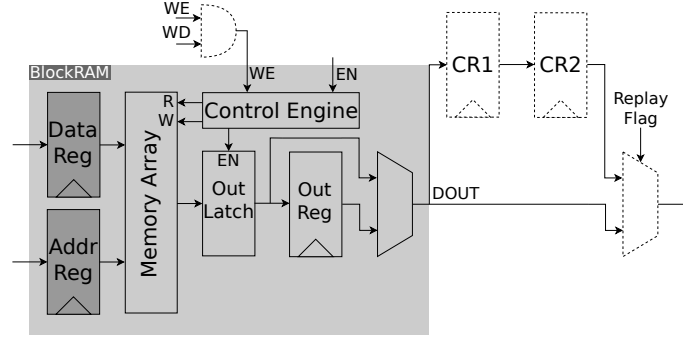 WE
WD
BlockRAM
WE
EN
CR1
CR2
Data
Reg
Addr
Reg
Memory Array
R
W
Control Engine
EN
Out
Latch
Out
Reg
DOUT
Replay
Flag